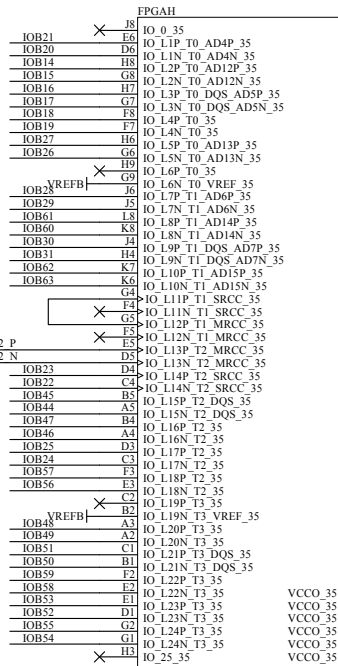 FPGAH
J8 IO_0_35
IOB21 E6 IO_L1P_T0_AD4P_35
IOB20 D6 IO_L1N_T0_AD4N_35
IOB14 H8 IO_L2P_T0_AD12P_35
IOB15 G8 IO_L2N_T0_AD12N_35
IOB16 H7 IO_L3P_T0_DQS_AD5P_35
IOB17 G7 IO_L3N_T0_DQS_AD5N_35
IOB18 F8 IO_L4P_T0_35
IOB19 F7 IO_L4N_T0_35
IOB27 H6 IO_L5P_T0_AD13P_35
IOB26 G6 IO_L5N_T0_AD13N_35
H9 IO_L6P_T0_35
VREFB G9 IO_L6N_T0_VREF_35
IOB28 J6 IO_L7P_T1_AD6P_35
IOB29 J5 IO_L7N_T1_AD6N_35
IOB61 L8 IO_L8P_T1_AD14P_35
IOB60 K8 IO_L8N_T1_AD14N_35
IOB30 J4 IO_L9P_T1_DQS_AD7P_35
IOB31 H4 IO_L9N_T1_DQS_AD7N_35
IOB62 K7 IO_L10P_T1_AD15P_35
IOB63 K6 IO_L10N_T1_AD15N_35
G4 IO_L11P_T1_SRCC_35
F4 IO_L11N_T1_SRCC_35
G5 IO_L12P_T1_MRCC_35
F5 IO_L12N_T1_MRCC_35
2_P E5 IO_L13P_T2_MRCC_35
2_N D5 IO_L13N_T2_MRCC_35
IOB23 D4 IO_L14P_T2_SRCC_35
IOB22 C4 IO_L14N_T2_SRCC_35
IOB45 B5 IO_L15P_T2_DQS_35
IOB44 A5 IO_L15N_T2_DQS_35
IOB47 B4 IO_L16P_T2_35
IOB46 A4 IO_L16N_T2_35
IOB25 D3 IO_L17P_T2_35
IOB24 C3 IO_L17N_T2_35
IOB57 F3 IO_L18P_T2_35
IOB56 E3 IO_L18N_T2_35
C2 IO_L19P_T3_35
VREFB B2 IO_L19N_T3_VREF_35
IOB48 A3 IO_L20P_T3_35
IOB49 A2 IO_L20N_T3_35
IOB51 C1 IO_L21P_T3_DQS_35
IOB50 B1 IO_L21N_T3_DQS_35
IOB59 F2 IO_L22P_T3_35
IOB58 E2 IO_L22N_T3_35 VCCO_35
IOB53 E1 IO_L23P_T3_35 VCCO_35
IOB52 D1 IO_L23N_T3_35 VCCO_35
IOB55 G2 IO_L24P_T3_35 VCCO_35
IOB54 G1 IO_L24N_T3_35 VCCO_35
H3 IO_25_35 VCCO_35